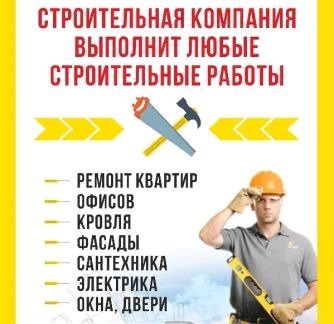 СТРОИТЕЛЬНАЯ КОМПАНИЯ
ВЫПОЛНИТ ЛЮБЫЕ
СТРОИТЕЛЬНЫЕ РАБОТЫ
РЕМОНТ КВАРТИР
ОФИСОВ
КРОВЛЯ
ФАСАДЫ
САНТЕХНИКА
ЭЛЕКТРИКА
ОКНА, ДВЕРИ